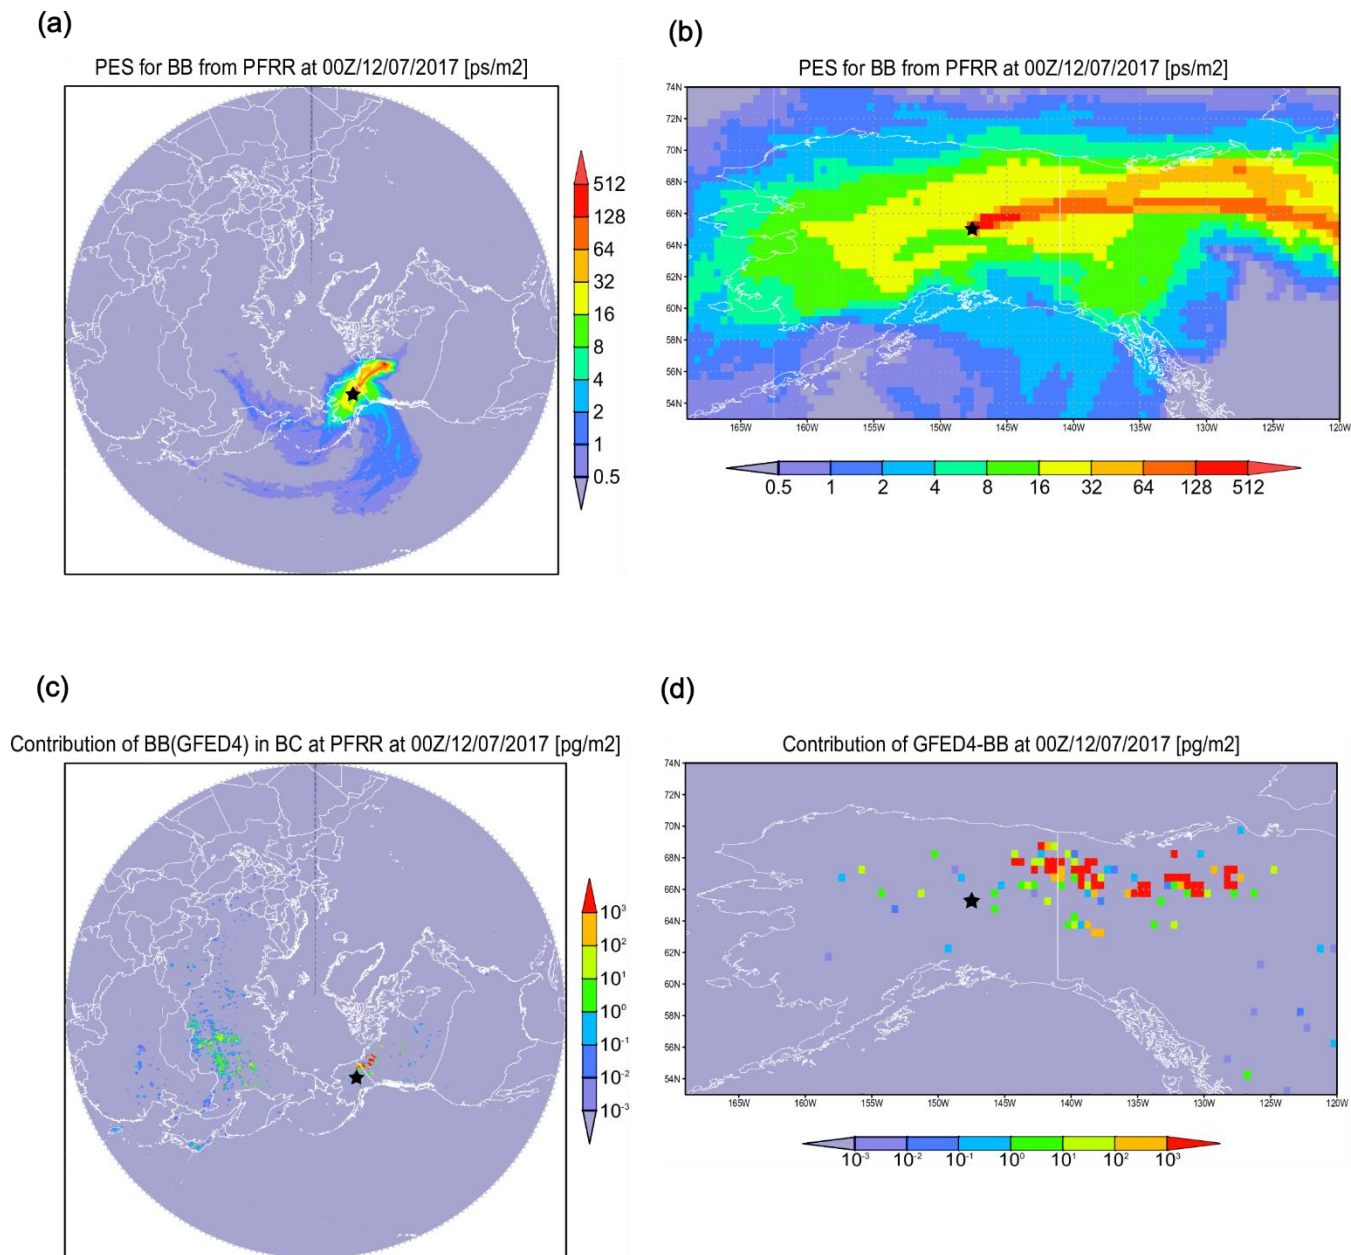 (a)
PES for BB from PFRR at 00Z/12/07/2017 [ps/m2]
512
128
64
32
16
8
4
2
1
0.5
(b)
PES for BB from PFRR at 00Z/12/07/2017 [ps/m2]
74N
72N
70N
68N
66N
64N
62N
60N
58N
56N
54N
165W 160W 155W 150W 145W 140W 135W 130W 125W 120W
0.5 1 2 4 8 16 32 64 128 512
(c)
Contribution of BB(GFED4) in BC at PFRR at 00Z/12/07/2017 [pg/m2]
10³
10²
10¹
10⁰
10⁻¹
10⁻²
10⁻³
(d)
Contribution of GFED4-BB at 00Z/12/07/2017 [pg/m2]
74N
72N
70N
68N
66N
64N
62N
60N
58N
56N
54N
165W 160W 155W 150W 145W 140W 135W 130W 125W 120W
10⁻³ 10⁻² 10⁻¹ 10⁰ 10¹ 10² 10³